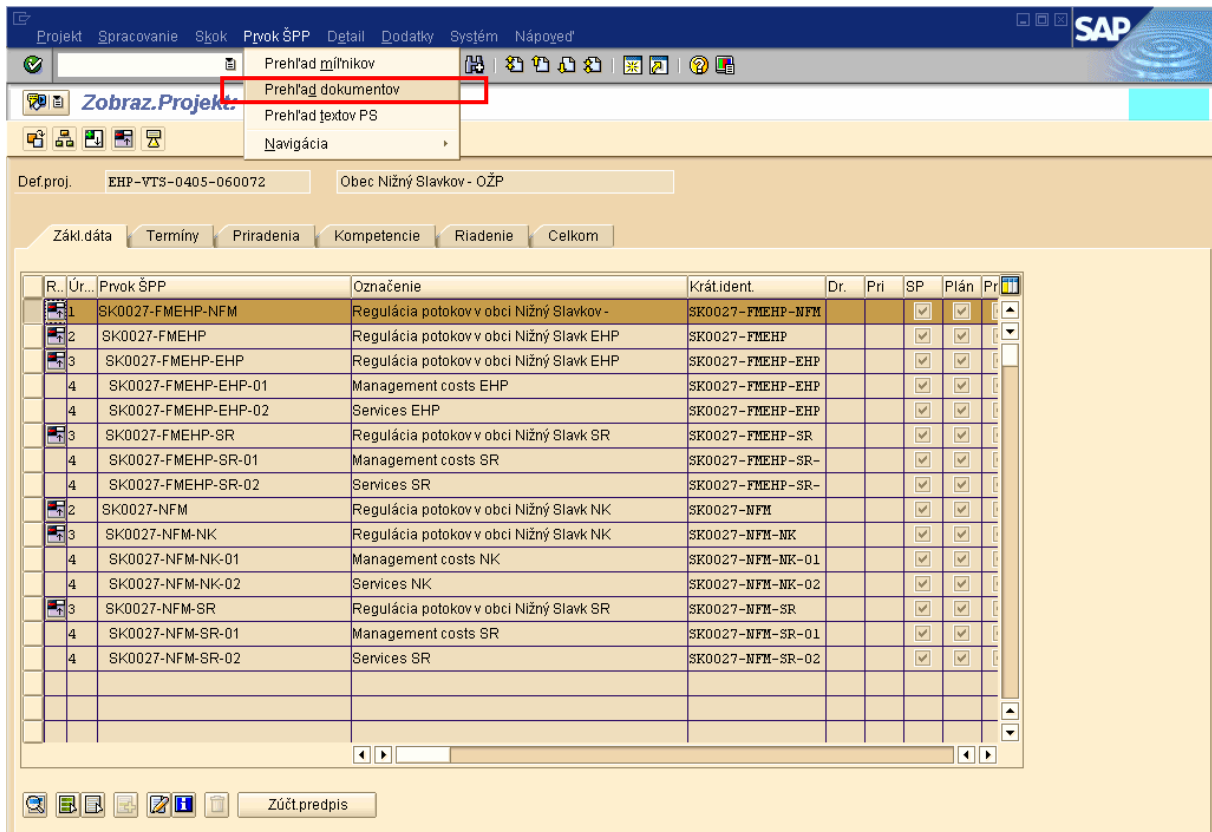 Projekt Spracovanie Skok Prvok ŠPP Detail Dodatky Systém Nápoveď
SAP
Prehľad míľnikov
Prehľad dokumentov
Prehľad textov PS
Navigácia
Zobraz.Projekt:
Def.proj. EHP-VTS-0405-060072 Obec Nižný Slavkov - OŽP
Zákl.dáta Termíny Priradenia Kompetencie Riadenie Celkom
R.. Úr... Prvok ŠPP Označenie Krát.ident. Dr. Pri SP Plán Pr
1 SK0027-FMEHP-NFM Regulácia potokov v obci Nižný Slavkov - SK0027-FMEHP-NFM
2 SK0027-FMEHP Regulácia potokov v obci Nižný Slavk EHP SK0027-FMEHP
3 SK0027-FMEHP-EHP Regulácia potokov v obci Nižný Slavk EHP SK0027-FMEHP-EHP
4 SK0027-FMEHP-EHP-01 Management costs EHP SK0027-FMEHP-EHP
4 SK0027-FMEHP-EHP-02 Services EHP SK0027-FMEHP-EHP
3 SK0027-FMEHP-SR Regulácia potokov v obci Nižný Slavk SR SK0027-FMEHP-SR
4 SK0027-FMEHP-SR-01 Management costs SR SK0027-FMEHP-SR-
4 SK0027-FMEHP-SR-02 Services SR SK0027-FMEHP-SR-
2 SK0027-NFM Regulácia potokov v obci Nižný Slavk NK SK0027-NFM
3 SK0027-NFM-NK Regulácia potokov v obci Nižný Slavk NK SK0027-NFM-NK
4 SK0027-NFM-NK-01 Management costs NK SK0027-NFM-NK-01
4 SK0027-NFM-NK-02 Services NK SK0027-NFM-NK-02
3 SK0027-NFM-SR Regulácia potokov v obci Nižný Slavk SR SK0027-NFM-SR
4 SK0027-NFM-SR-01 Management costs SR SK0027-NFM-SR-01
4 SK0027-NFM-SR-02 Services SR SK0027-NFM-SR-02
Zúčt.predpis